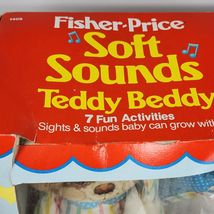 Fisher-Price
Soft
Sounds
Teddy Beddy
7 Fun Activities
Sights & sounds baby can grow with